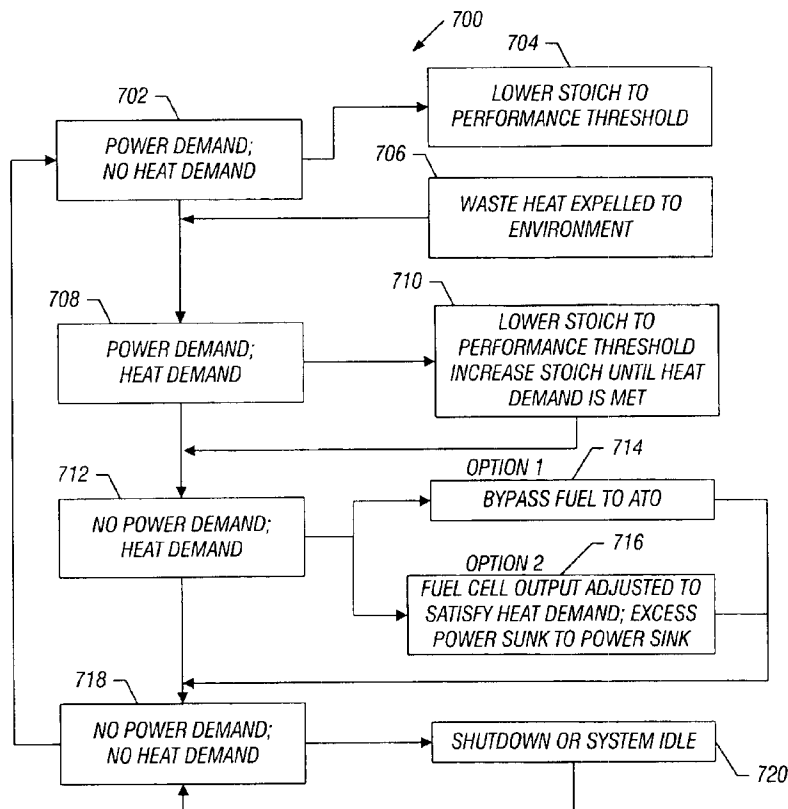 700
704
LOWER STOICH TO
PERFORMANCE THRESHOLD
702
POWER DEMAND;
NO HEAT DEMAND
706
WASTE HEAT EXPELLED TO
ENVIRONMENT
708
POWER DEMAND;
HEAT DEMAND
710
LOWER STOICH TO
PERFORMANCE THRESHOLD
INCREASE STOICH UNTIL HEAT
DEMAND IS MET
712
NO POWER DEMAND;
HEAT DEMAND
OPTION 1
714
BYPASS FUEL TO ATO
OPTION 2
716
FUEL CELL OUTPUT ADJUSTED TO
SATISFY HEAT DEMAND; EXCESS
POWER SUNK TO POWER SINK
718
NO POWER DEMAND;
NO HEAT DEMAND
SHUTDOWN OR SYSTEM IDLE
720